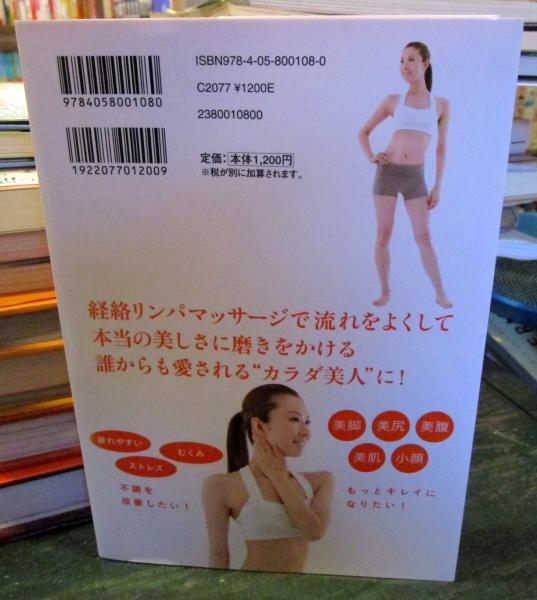 ISBN978-4-05-800108-0
C2077 ¥1200E
2380010800
9784058001080
1922077012009
定価:本体1,200円
※税が別に加算されます。
経絡リンパマッサージで流れをよくして
本当の美しさに磨きをかける
誰からも愛される“カラダ美人”に!
疲れやすい
むくみ
ストレス
不調を
改善したい!
美脚 美尻 美腹
美肌 小顔
もっとキレイに
なりたい!